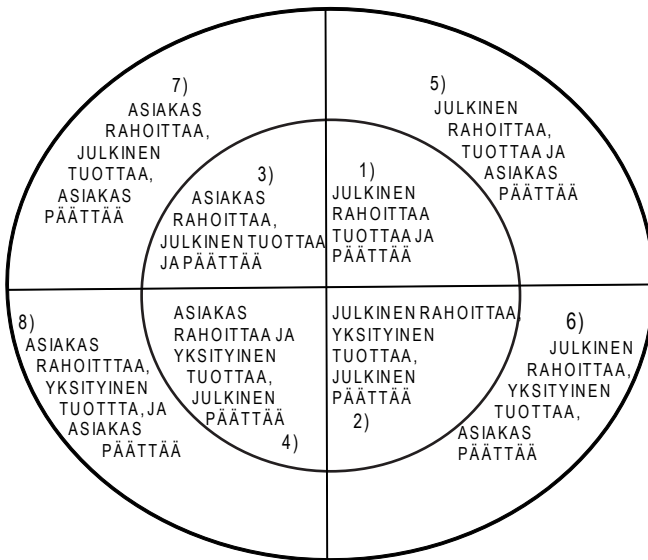 7)
ASIAKAS
RAHOITTAA,
JULKINEN
TUOTTAA,
ASIAKAS
PÄÄTTÄÄ
5)
JULKINEN
RAHOITTAA,
TUOTTAA JA
ASIAKAS
PÄÄTTÄÄ
3)
ASIAKAS
RAHOITTAA,
JULKINEN TUOTTAA
JA PÄÄTTÄÄ
1)
JULKINEN
RAHOITTAA
TUOTTAA JA
PÄÄTTÄÄ
8)
ASIAKAS
RAHOITTTAA,
YKSITYINEN
TUOTTTA, JA
ASIAKAS
PÄÄTTÄÄ
ASIAKAS
RAHOITTAA JA
YKSITYINEN
TUOTTAA,
JULKINEN
PÄÄTTÄÄ
4)
JULKINEN RAHOITTAA,
YKSITYINEN
TUOTTAA,
JULKINEN
PÄÄTTÄÄ
2)
6)
JULKINEN
RAHOITTAA,
YKSITYINEN
TUOTTAA,
ASIAKAS
PÄÄTTÄÄ